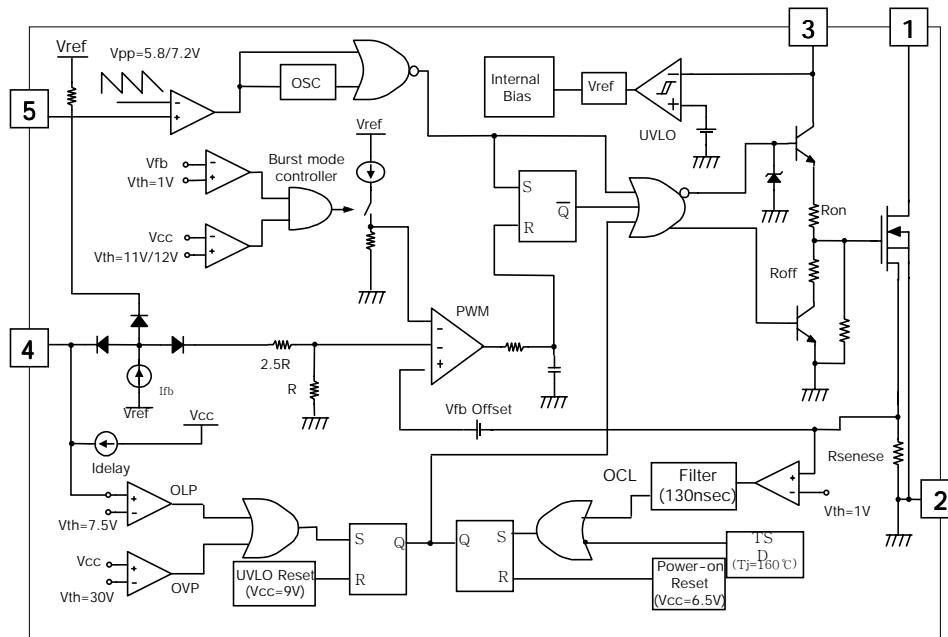 3
1
Vref
Vpp=5.8/7.2V
5
-
+
OSC
Internal
Bias
Vref
-
+
UVLO
Vfb
Vth=1V
-
+
Burst mode
controller
Vref
Vcc
Vth=11V/12V
-
+
S
R
Q
Ron
Roff
4
PWM
-
-
+
2.5R
R
Ifb
Vref
Vcc
Idelay
Vfb Offset
Rsenese
OLP
Vth=7.5V
+
-
OCL
Filter
(130nsec)
+
-
Vth=1V
2
Vcc
Vth=30V
+
-
OVP
UVLO Reset
(Vcc=9V)
S
R
Q
Q
S
R
TS
D
(Tj=160℃)
Power-on
Reset
(Vcc=6.5V)